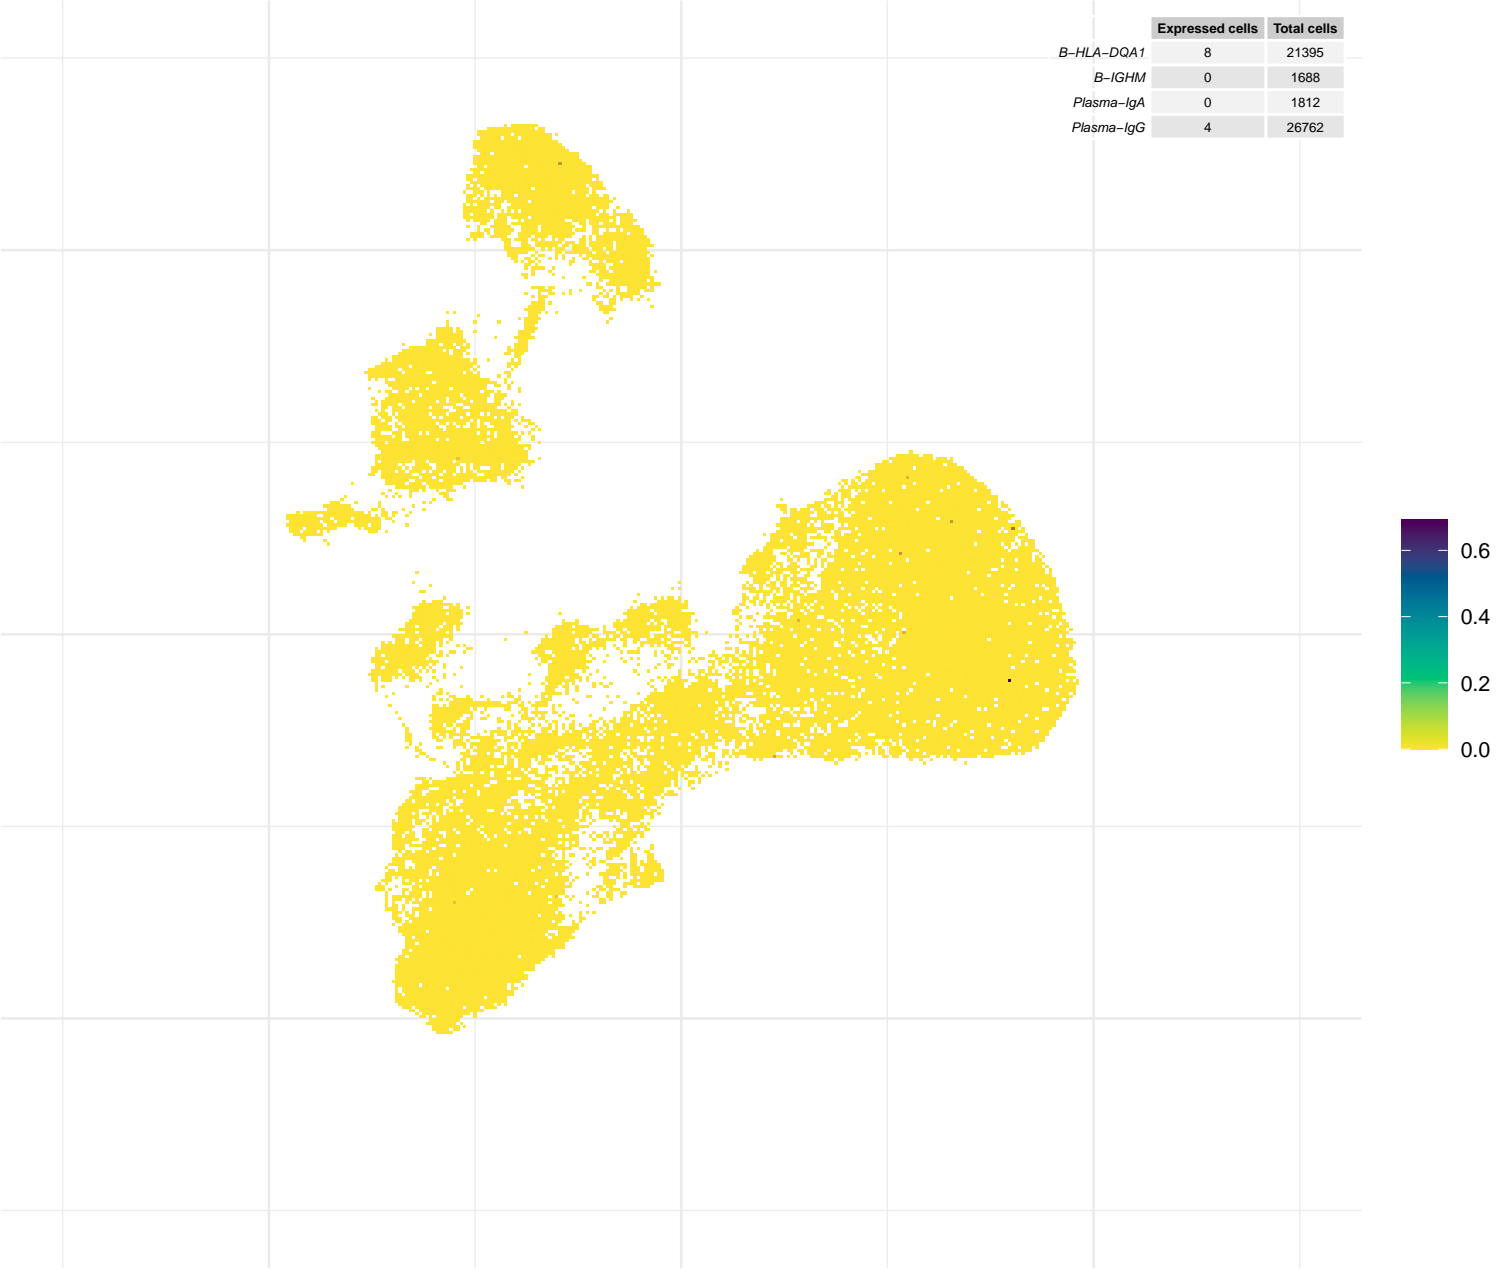 Expressed cells Total cells
B−HLA−DQA1 8 21395
B−IGHM 0 1688
Plasma−IgA 0 1812
Plasma−IgG 4 26762
0.6
0.4
0.2
0.0